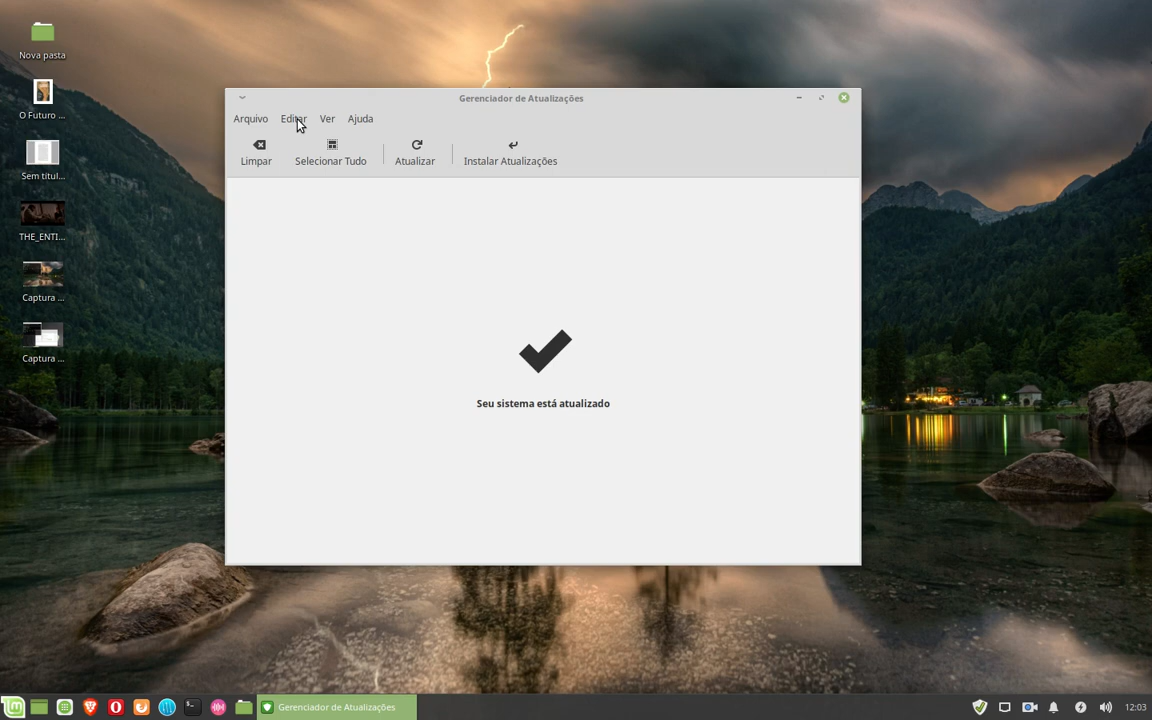 Nova pasta
O Futuro ...
Sem titul...
THE_ENTI...
Captura ...
Captura ...
Gerenciador de Atualizações
Arquivo Editar Ver Ajuda
Limpar Selecionar Tudo Atualizar Instalar Atualizações
Seu sistema está atualizado
Gerenciador de Atualizações
12:03